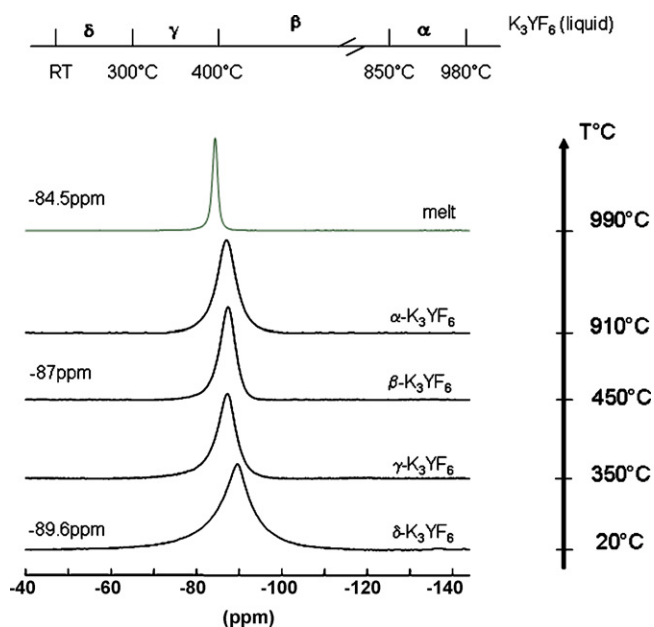 δ γ β α K₃YF₆ (liquid)
RT 300°C 400°C 850°C 980°C
T°C
-84.5ppm melt 990°C
α-K₃YF₆ 910°C
-87ppm β-K₃YF₆ 450°C
γ-K₃YF₆ 350°C
-89.6ppm δ-K₃YF₆ 20°C
-40 -60 -80 -100 -120 -140
(ppm)